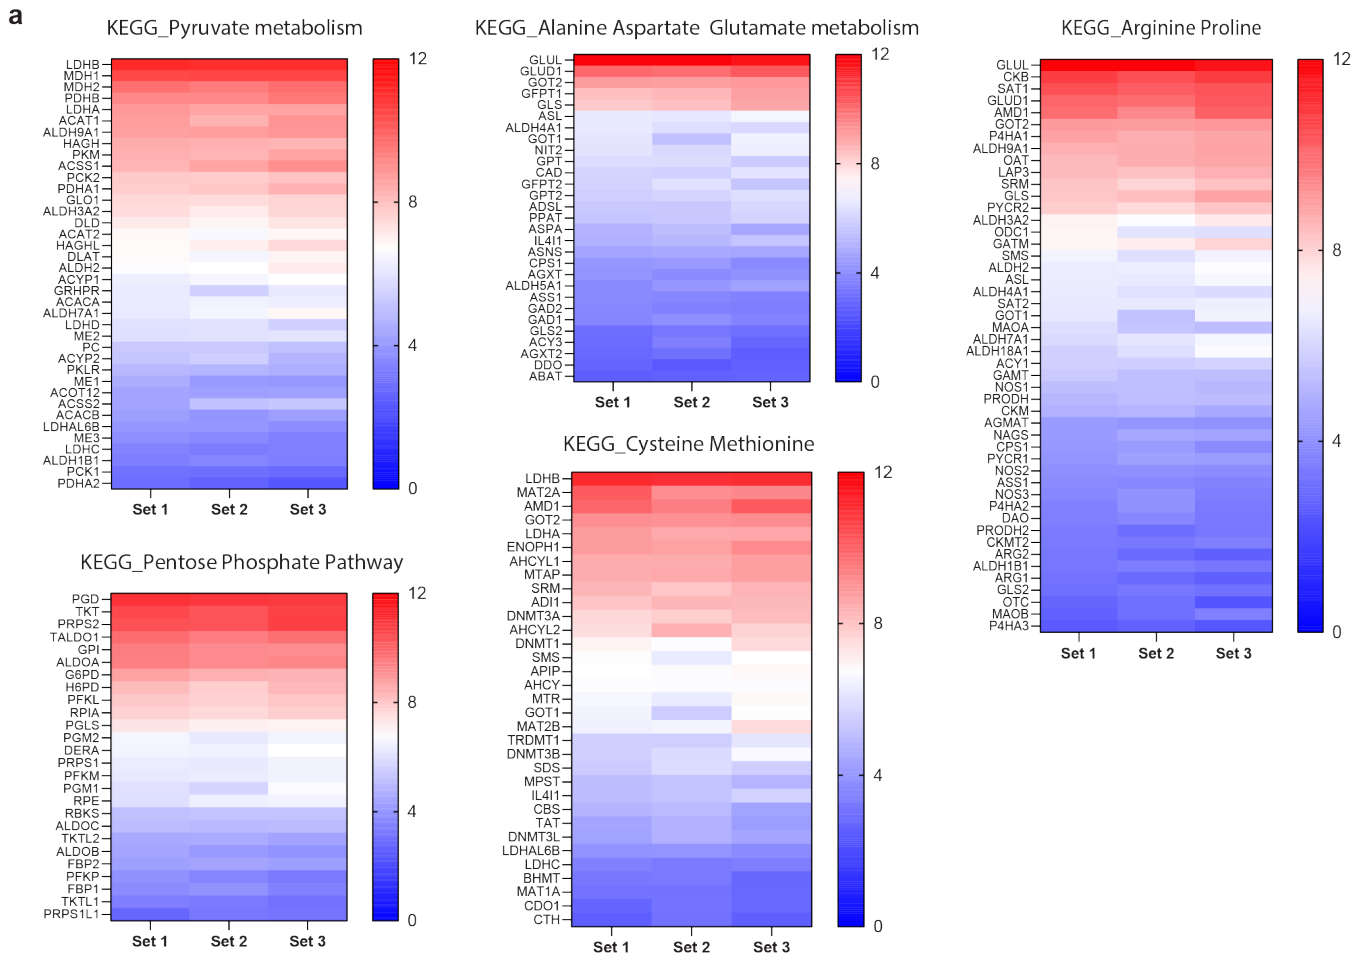 a
KEGG_Pyruvate metabolism
LDHB
MDH1
MDH2
PDHB
LDHA
ACAT1
ALDH9A1
HAGH
PKM
ACSS1
PCK2
PDHA1
GLO1
ALDH3A2
DLD
ACAT2
HAGHL
DLAT
ALDH2
ACYP1
GRHPR
ACACA
ALDH7A1
LDHD
ME2
PC
ACYP2
PKLR
ME1
ACOT12
ACSS2
ACACB
LDHAL6B
ME3
LDHC
ALDH1B1
PCK1
PDHA2
Set 1 Set 2 Set 3
12
8
4
0
KEGG_Alanine Aspartate Glutamate metabolism
GLUL
GLUD1
GOT2
GFPT1
GLS
ASL
ALDH4A1
GOT1
NIT2
GPT
CAD
GFPT2
GPT2
ADSL
PPAT
ASPA
IL4I1
ASNS
CPS1
AGXT
ALDH5A1
ASS1
GAD2
GAD1
GLS2
ACY3
AGXT2
DDO
ABAT
Set 1 Set 2 Set 3
12
8
4
0
KEGG_Arginine Proline
GLUL
CKB
SAT1
GLUD1
AMD1
GOT2
P4HA1
ALDH9A1
OAT
LAP3
SRM
GLS
PYCR2
ALDH3A2
ODC1
GATM
SMS
ALDH2
ASL
ALDH4A1
SAT2
GOT1
MAOA
ALDH7A1
ALDH18A1
ACY1
GAMT
NOS1
PRODH
CKM
AGMAT
NAGS
CPS1
PYCR1
NOS2
ASS1
NOS3
P4HA2
DAO
PRODH2
CKMT2
ARG2
ALDH1B1
ARG1
GLS2
OTC
MAOB
P4HA3
Set 1 Set 2 Set 3
12
8
4
0
KEGG_Pentose Phosphate Pathway
PGD
TKT
PRPS2
TALDO1
GPI
ALDOA
G6PD
H6PD
PFKL
RPIA
PGLS
PGM2
DERA
PRPS1
PFKM
PGM1
RPE
RBKS
ALDOC
TKTL2
ALDOB
FBP2
PFKP
FBP1
TKTL1
PRPS1L1
Set 1 Set 2 Set 3
12
8
4
0
KEGG_Cysteine Methionine
LDHB
MAT2A
AMD1
GOT2
LDHA
ENOPH1
AHCYL1
MTAP
SRM
ADI1
DNMT3A
AHCYL2
DNMT1
SMS
APIP
AHCY
MTR
GOT1
MAT2B
TRDMT1
DNMT3B
SDS
MPST
IL4I1
CBS
TAT
DNMT3L
LDHAL6B
LDHC
BHMT
MAT1A
CDO1
CTH
Set 1 Set 2 Set 3
12
8
4
0